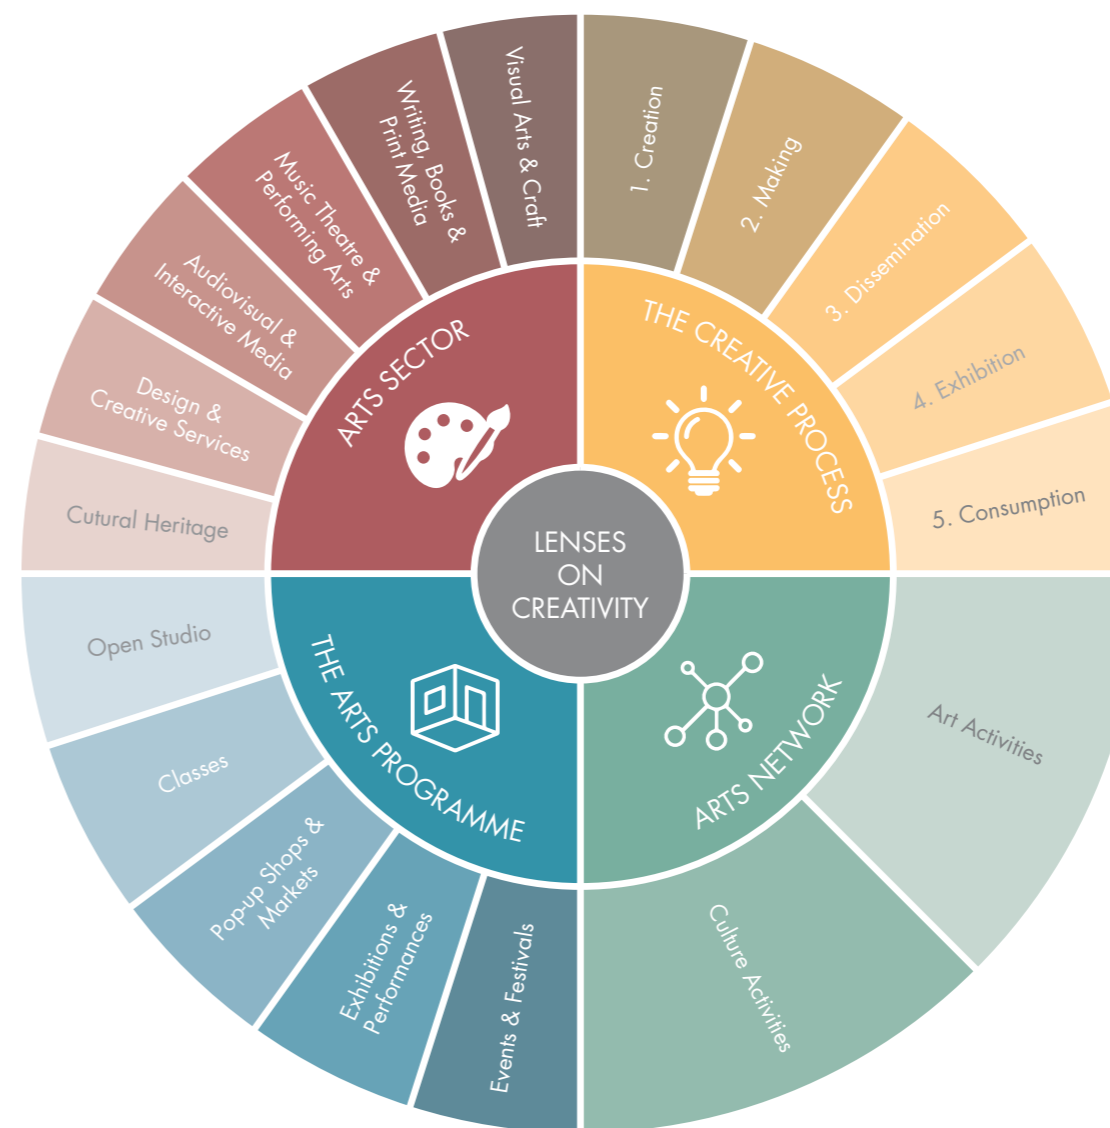 LENSES
ON
CREATIVITY
THE CREATIVE PROCESS
1. Creation
2. Making
3. Dissemination
4. Exhibition
5. Consumption
ARTS NETWORK
Art Activities
Culture Activities
THE ARTS PROGRAMME
Events & Festivals
Exhibitions &
Performances
Pop-up Shops &
Markets
Classes
Open Studio
ARTS SECTOR
Cutural Heritage
Design &
Creative Services
Audiovisual &
Interactive Media
Music Theatre &
Performing Arts
Writing, Books &
Print Media
Visual Arts & Craft